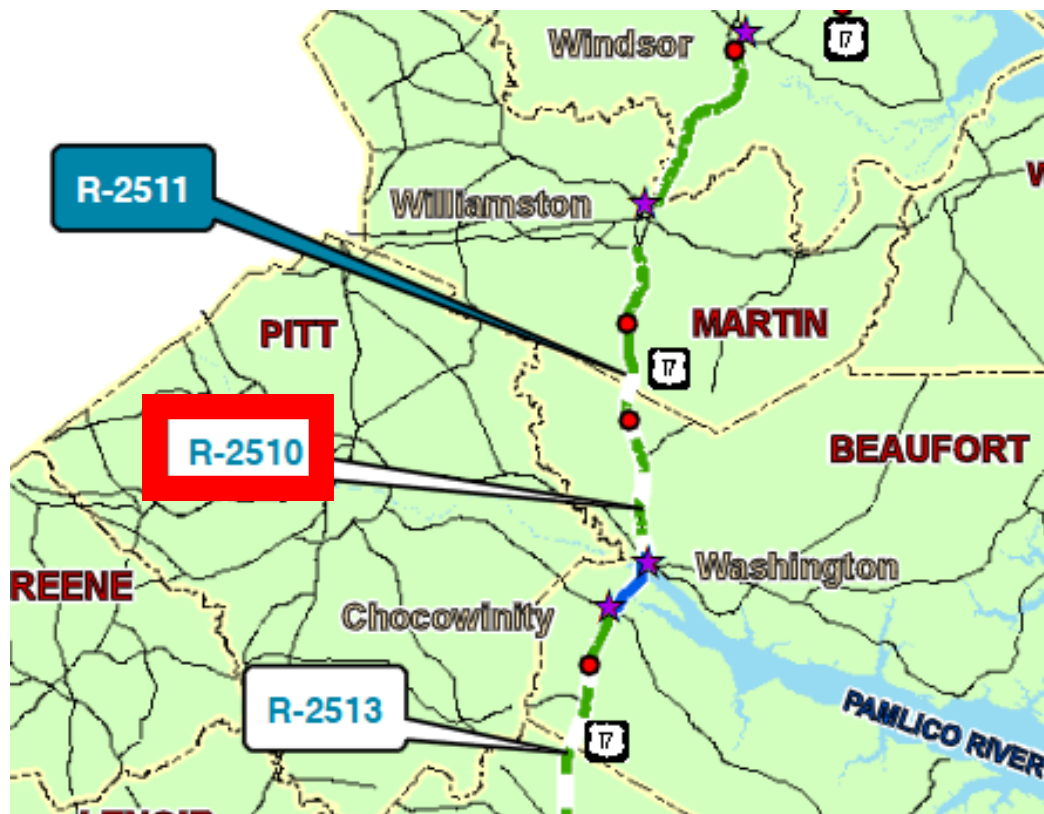 Windsor
17
R-2511
Williamston
PITT
MARTIN
17
R-2510
BEAUFORT
Washington
REENE
Chocowinity
R-2513
17
PAMLICO RIVER